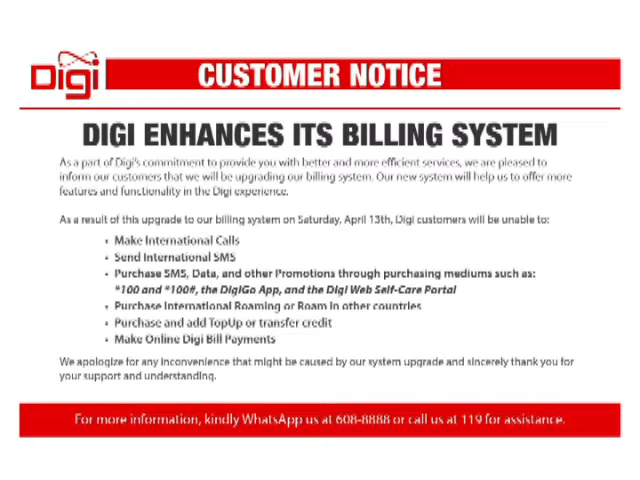 Digi
CUSTOMER NOTICE
DIGI ENHANCES ITS BILLING SYSTEM
As a part of Digi's commitment to provide you with better and more efficient services, we are pleased to
inform our customers that we will be upgrading our billing system. Our new system will help us to offer more
features and functionality in the Digi experience.
As a result of this upgrade to our billing system on Saturday, April 13th, Digi customers will be unable to:
• Make International Calls
• Send International SMS
• Purchase SMS, Data, and other Promotions through purchasing mediums such as:
*100 and *100#, the DigiGo App, and the Digi Web Self-Care Portal
• Purchase International Roaming or Roam in other countries
• Purchase and add TopUp or transfer credit
• Make Online Digi Bill Payments
We apologize for any inconvenience that might be caused by our system upgrade and sincerely thank you for
your support and understanding.
For more information, kindly WhatsApp us at 608-8888 or call us at 119 for assistance.